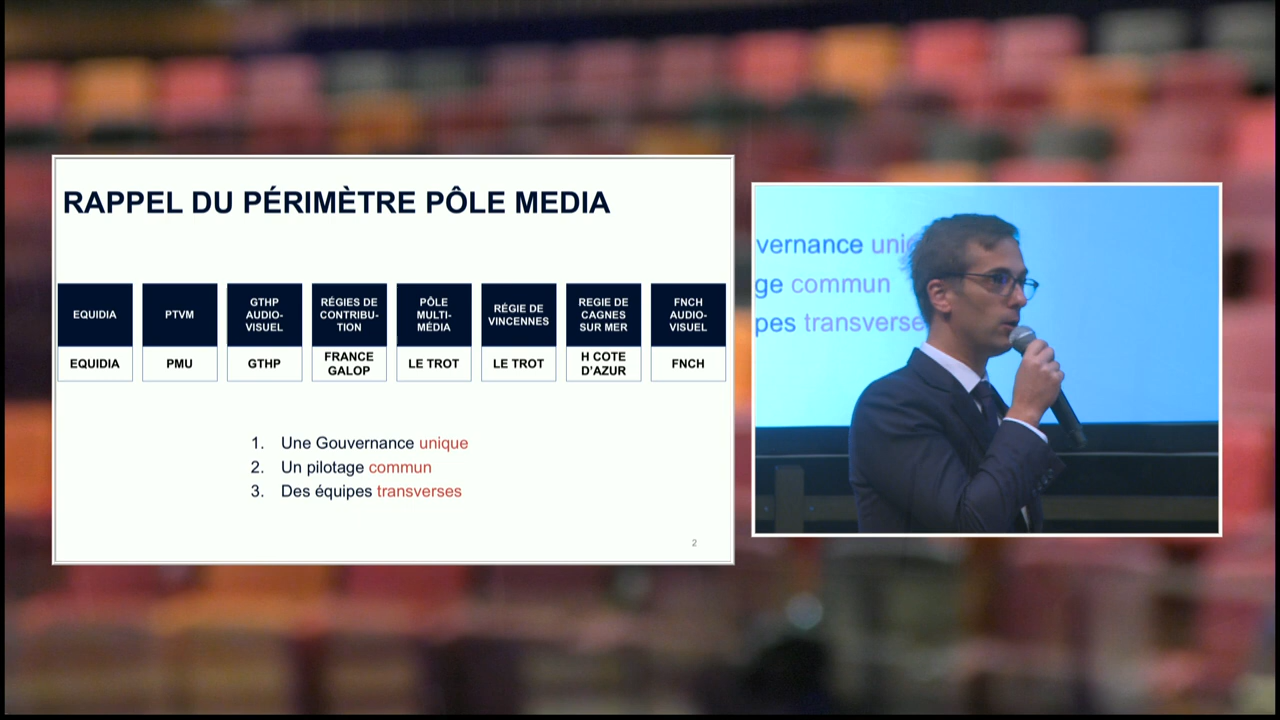 RAPPEL DU PÉRIMÈTRE PÔLE MEDIA
EQUIDIA
PTVM
GTHP
AUDIO-
VISUEL
RÉGIES DE
CONTRIBU-
TION
PÔLE
MULTI-
MÉDIA
RÉGIE DE
VINCENNES
REGIE DE
CAGNES
SUR MER
FNCH
AUDIO-
VISUEL
EQUIDIA
PMU
GTHP
FRANCE
GALOP
LE TROT
LE TROT
H COTE
D'AZUR
FNCH
1. Une Gouvernance unique
2. Un pilotage commun
3. Des équipes transverses
2
vernance uniq
ge commun
pes transverse